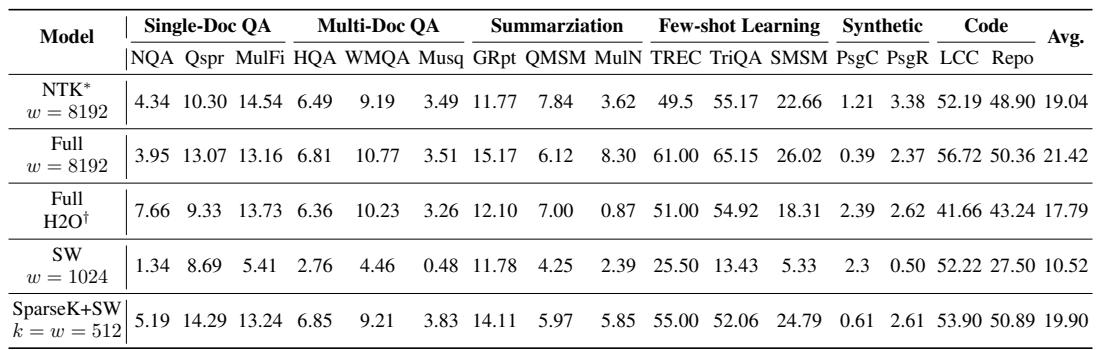 Model Single-Doc QA Multi-Doc QA Summarziation Few-shot Learning Synthetic Code Avg.
NQA Qspr MulFi HQA WMQA Musq GRpt QMSM MulN TREC TriQA SMSM PsgC PsgR LCC Repo
NTK*
w = 8192 4.34 10.30 14.54 6.49 9.19 3.49 11.77 7.84 3.62 49.5 55.17 22.66 1.21 3.38 52.19 48.90 19.04
Full
w = 8192 3.95 13.07 13.16 6.81 10.77 3.51 15.17 6.12 8.30 61.00 65.15 26.02 0.39 2.37 56.72 50.36 21.42
Full
H2O† 7.66 9.33 13.73 6.36 10.23 3.26 12.10 7.00 0.87 51.00 54.92 18.31 2.39 2.62 41.66 43.24 17.79
SW
w = 1024 1.34 8.69 5.41 2.76 4.46 0.48 11.78 4.25 2.39 25.50 13.43 5.33 2.3 0.50 52.22 27.50 10.52
SparseK+SW
k = w = 512 5.19 14.29 13.24 6.85 9.21 3.83 14.11 5.97 5.85 55.00 52.06 24.79 0.61 2.61 53.90 50.89 19.90